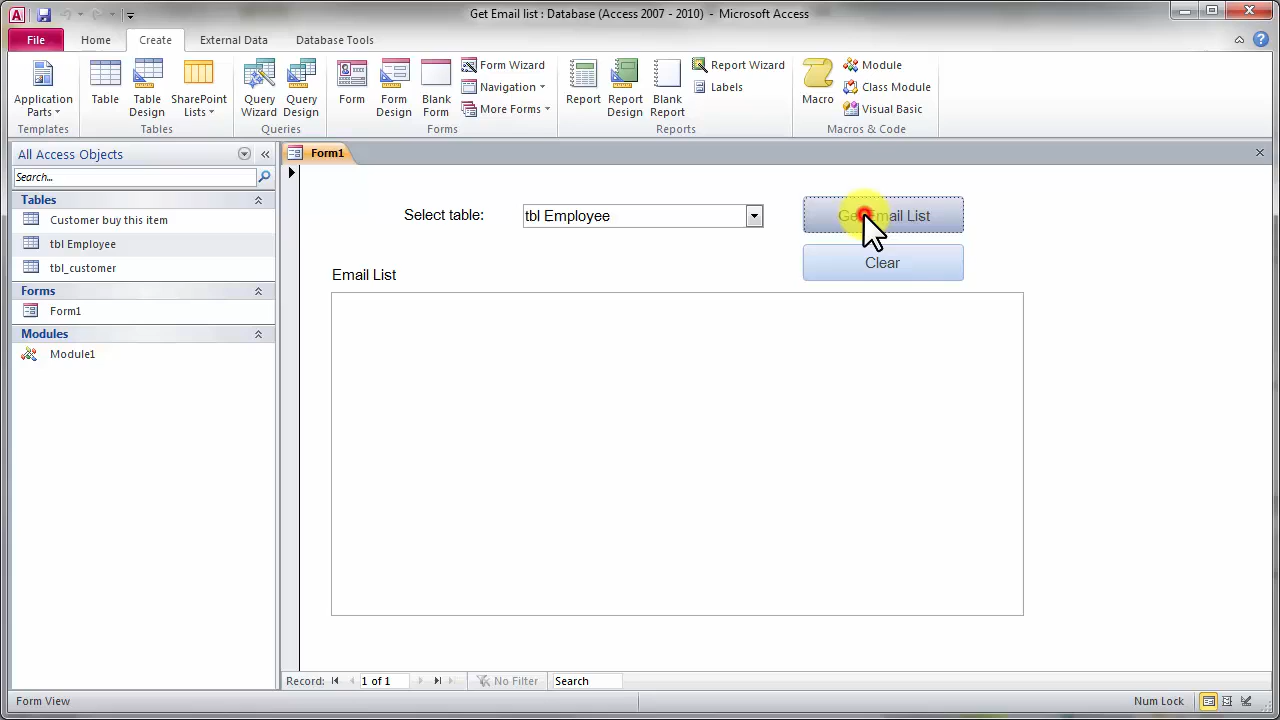 Get Email list : Database (Access 2007 - 2010) - Microsoft Access
File Home Create External Data Database Tools
Application Parts Table Table Design SharePoint Lists Query Wizard Query Design Form Form Design Blank Form Form Wizard Navigation More Forms Report Report Design Blank Report Report Wizard Labels Macro Module Class Module Visual Basic
Templates Tables Queries Forms Reports Macros & Code
All Access Objects
Search...
Tables
Customer buy this item
tbl Employee
tbl_customer
Forms
Form1
Modules
Module1
Form1
Select table: tbl Employee Get Email List
Clear
Email List
Record: 1 of 1 No Filter Search
Form View Num Lock